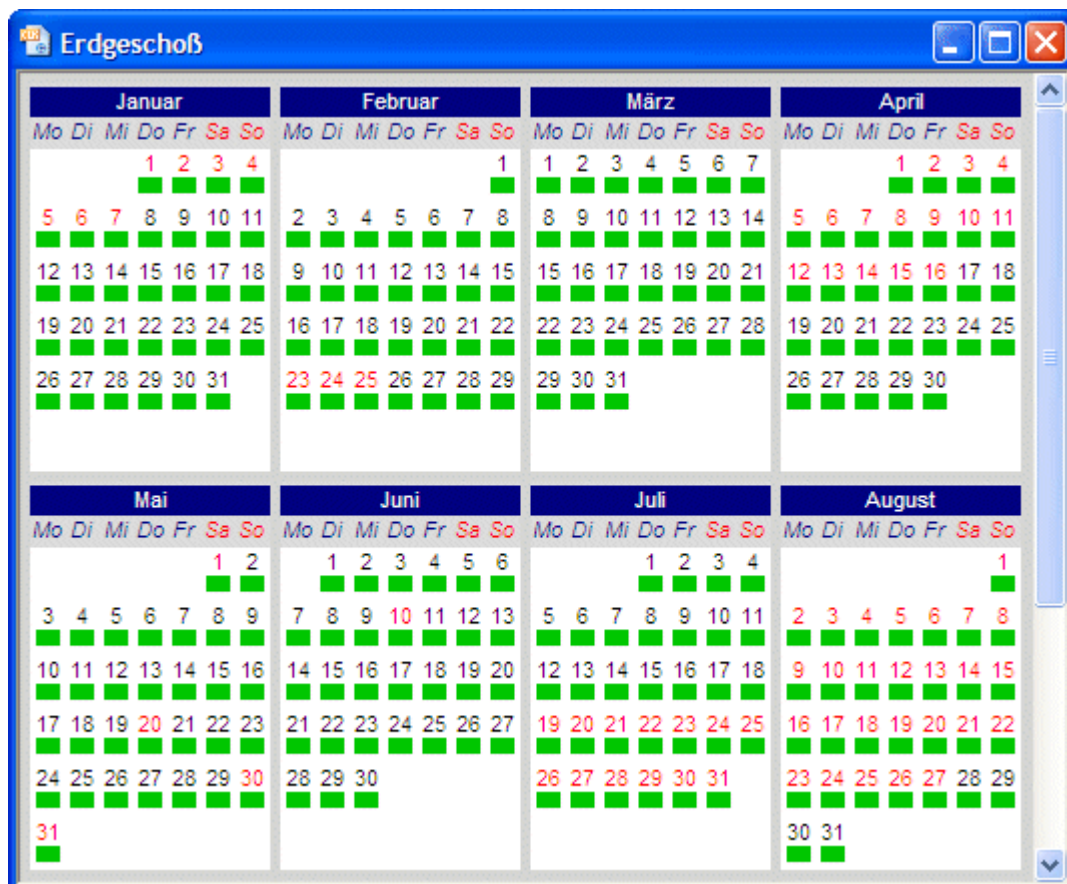 Erdgeschoß
Januar Februar März April
Mo Di Mi Do Fr Sa So Mo Di Mi Do Fr Sa So Mo Di Mi Do Fr Sa So Mo Di Mi Do Fr Sa So
1 2 3 4 1 1 2 3 4 5 6 7 1 2 3 4
5 6 7 8 9 10 11 2 3 4 5 6 7 8 8 9 10 11 12 13 14 5 6 7 8 9 10 11
12 13 14 15 16 17 18 9 10 11 12 13 14 15 15 16 17 18 19 20 21 12 13 14 15 16 17 18
19 20 21 22 23 24 25 16 17 18 19 20 21 22 22 23 24 25 26 27 28 19 20 21 22 23 24 25
26 27 28 29 30 31 23 24 25 26 27 28 29 29 30 31 26 27 28 29 30
Mai Juni Juli August
Mo Di Mi Do Fr Sa So Mo Di Mi Do Fr Sa So Mo Di Mi Do Fr Sa So Mo Di Mi Do Fr Sa So
1 2 1 2 3 4 5 6 1 2 3 4 1
3 4 5 6 7 8 9 7 8 9 10 11 12 13 5 6 7 8 9 10 11 2 3 4 5 6 7 8
10 11 12 13 14 15 16 14 15 16 17 18 19 20 12 13 14 15 16 17 18 9 10 11 12 13 14 15
17 18 19 20 21 22 23 21 22 23 24 25 26 27 19 20 21 22 23 24 25 16 17 18 19 20 21 22
24 25 26 27 28 29 30 28 29 30 26 27 28 29 30 31 23 24 25 26 27 28 29
31 30 31